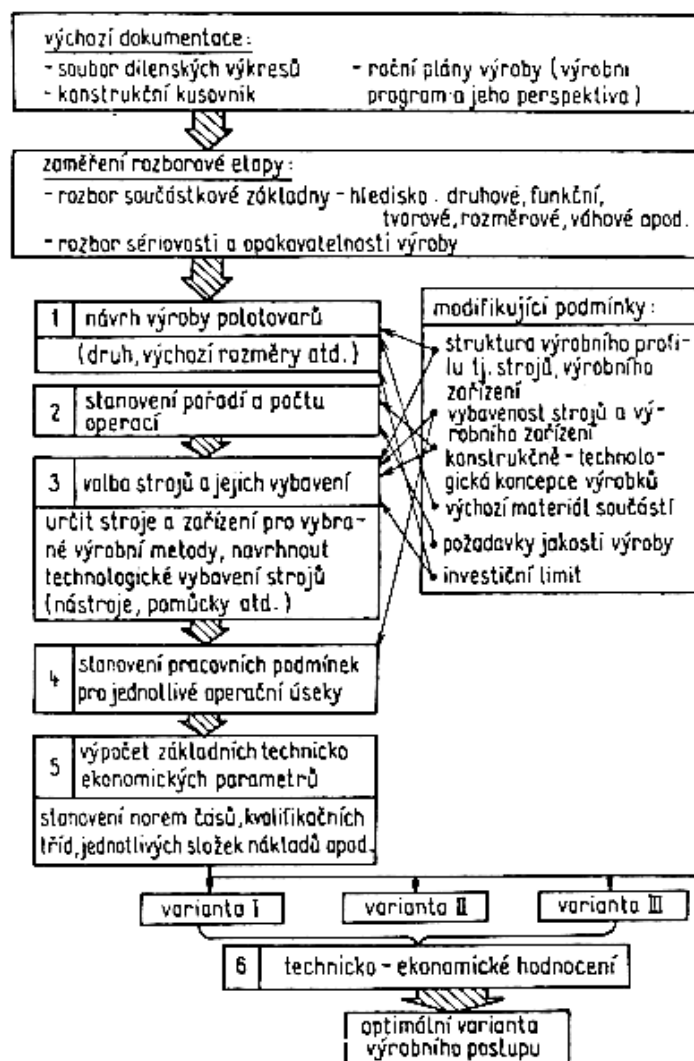 výchozí dokumentace:
- soubor dílenských výkresů
- konstrukční kusovník
- roční plány výroby (výrobní
program a jeho perspektiva)
zaměření rozborové etapy:
- rozbor součástkové základny - hledisko: druhové, funkční,
tvarové, rozměrové, váhové apod.
- rozbor sériovosti a opakovatelnosti výroby
1 návrh výroby polotovarů
(druh, výchozí rozměry atd.)
2 stanovení pořadí a počtu
operací
3 volba strojů a jejich vybavení
určit stroje a zařízení pro vybra-
né výrobní metody, navrhnout
technologické vybavení strojů
(nástroje, pomůcky atd.)
4 stanovení pracovních podmínek
pro jednotlivé operační úseky
5 výpočet základních technicko
ekonomických parametrů
stanovení norem časů, kvalifikačních
tříd, jednotlivých složek nákladů apod.
modifikující podmínky:
struktura výrobního profi-
lu tj. strojů, výrobního
zařízení
vybavenost strojů a vý-
robního zařízení
konstrukčně - technolo-
gická koncepce výrobků
výchozí materiál součástí
požadavky jakosti výroby
investiční limit
varianta I
varianta II
varianta III
6 technicko - ekonomické hodnocení
optimální varianta
výrobního postupu